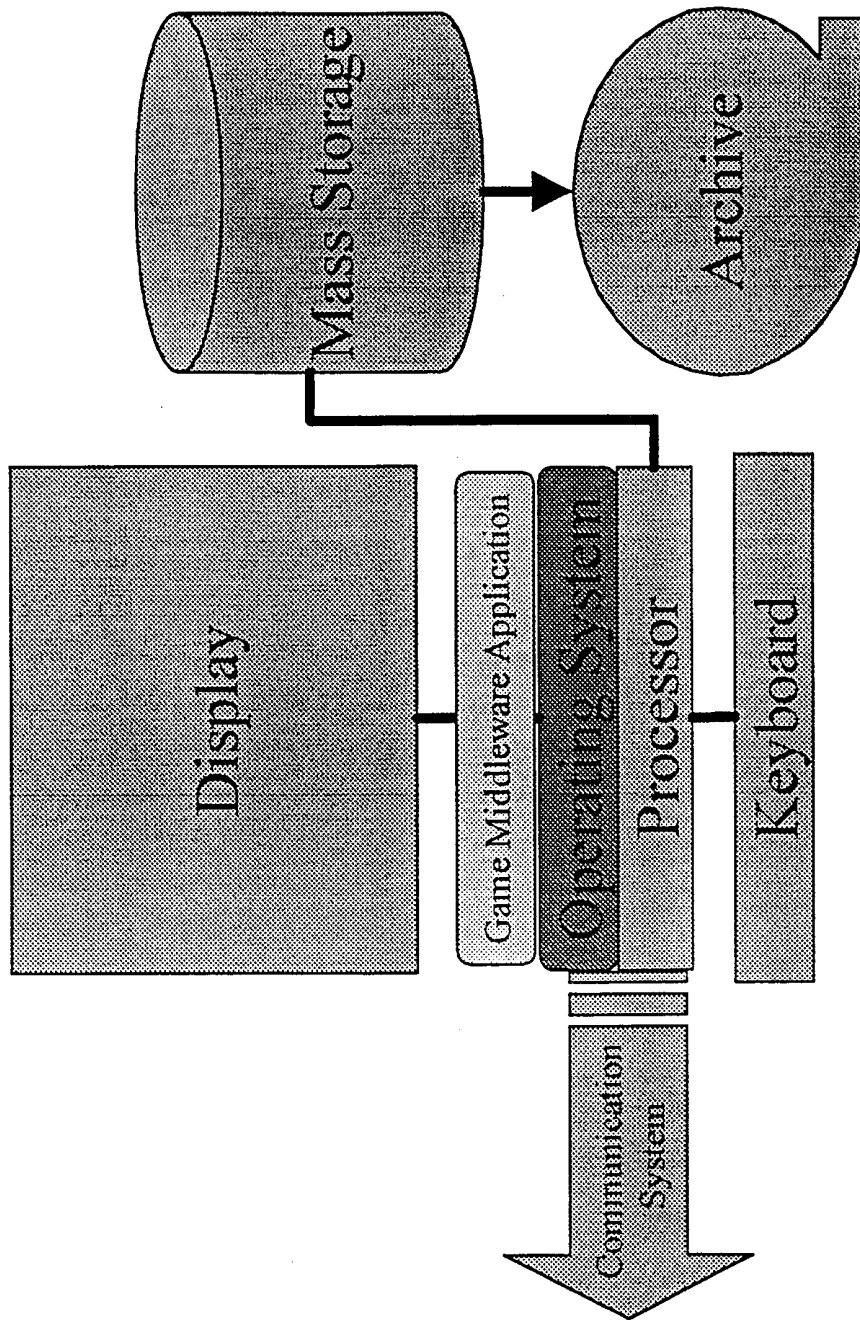 Display
Game Middleware Application
Operating System
Processor
Keyboard
Mass Storage
Archive
Communication
System